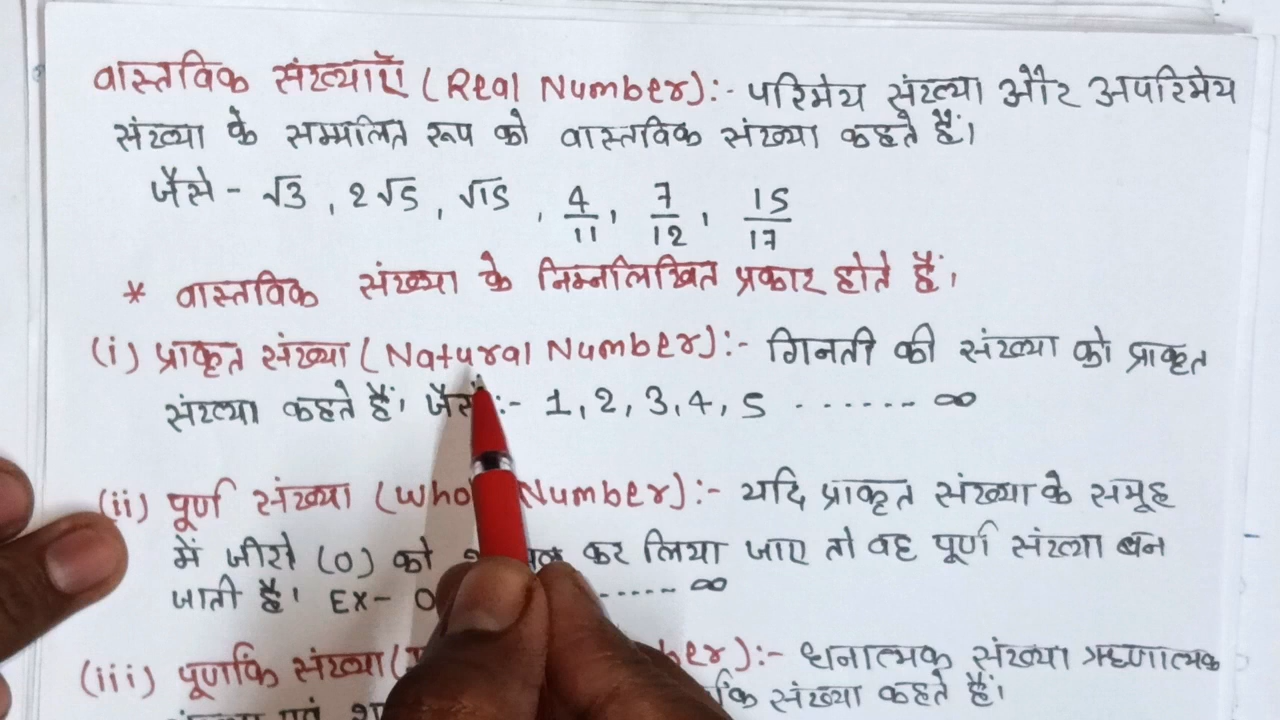 वास्तविक संख्याएँ (Real Number):- परिमेय संख्या और अपरिमेय
संख्या के सम्मलित रूप को वास्तविक संख्या कहते हैं।
जैसे - √3 , 2√5 , √15 , 4/11 , 7/12 , 15/17
* वास्तविक संख्या के निम्नलिखित प्रकार होते हैं।
(i) प्राकृत संख्या (Natural Number):- गिनती की संख्या को प्राकृत
संख्या कहते हैं। :- 1, 2, 3, 4, 5 ....... ∞
(ii) पूर्ण संख्या ( Number):- यदि प्राकृत संख्या के समूह
में जीरो (0) को कर लिया जाए तो वह पूर्ण संख्या बन
जाती है। Ex- 0 ...... ∞
(iii) पूर्णांक संख्या ( :- धनात्मक संख्या ऋणात्मक
संख्या कहते हैं।